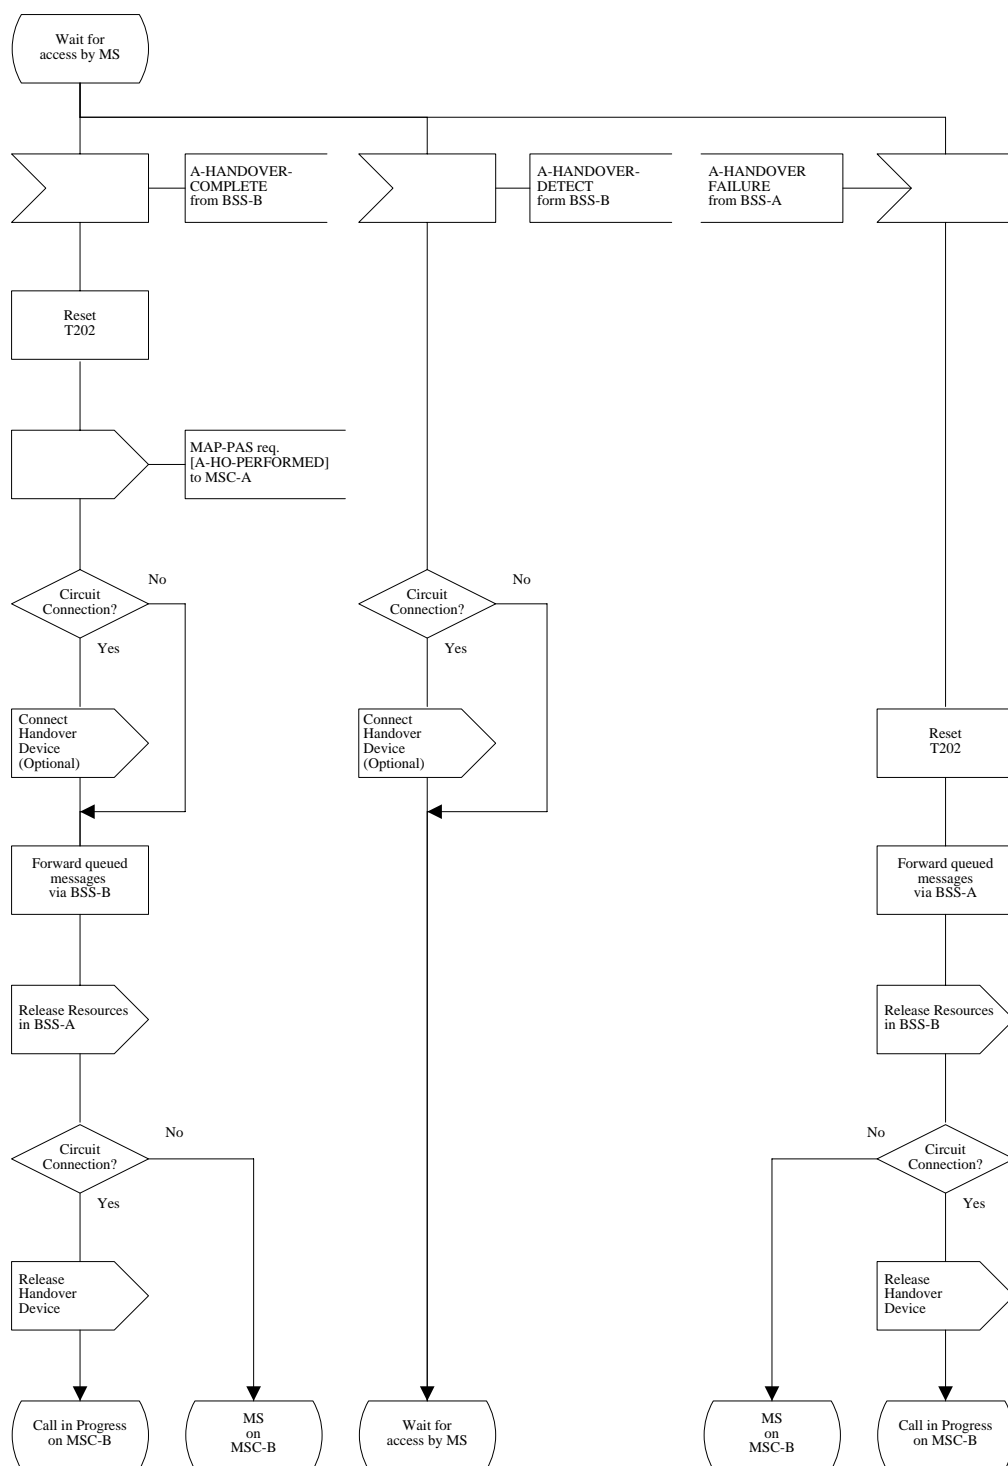 Wait for
access by MS
A-HANDOVER-
COMPLETE
from BSS-B
A-HANDOVER-
DETECT
form BSS-B
A-HANDOVER
FAILURE
from BSS-A
Reset
T202
MAP-PAS req.
[A-HO-PERFORMED]
to MSC-A
Circuit
Connection?
No
Yes
Circuit
Connection?
No
Yes
Connect
Handover
Device
(Optional)
Connect
Handover
Device
(Optional)
Reset
T202
Forward queued
messages
via BSS-B
Forward queued
messages
via BSS-A
Release Resources
in BSS-A
Release Resources
in BSS-B
Circuit
Connection?
No
Yes
No
Circuit
Connection?
Yes
Release
Handover
Device
Release
Handover
Device
Call in Progress
on MSC-B
MS
on
MSC-B
Wait for
access by MS
MS
on
MSC-B
Call in Progress
on MSC-B